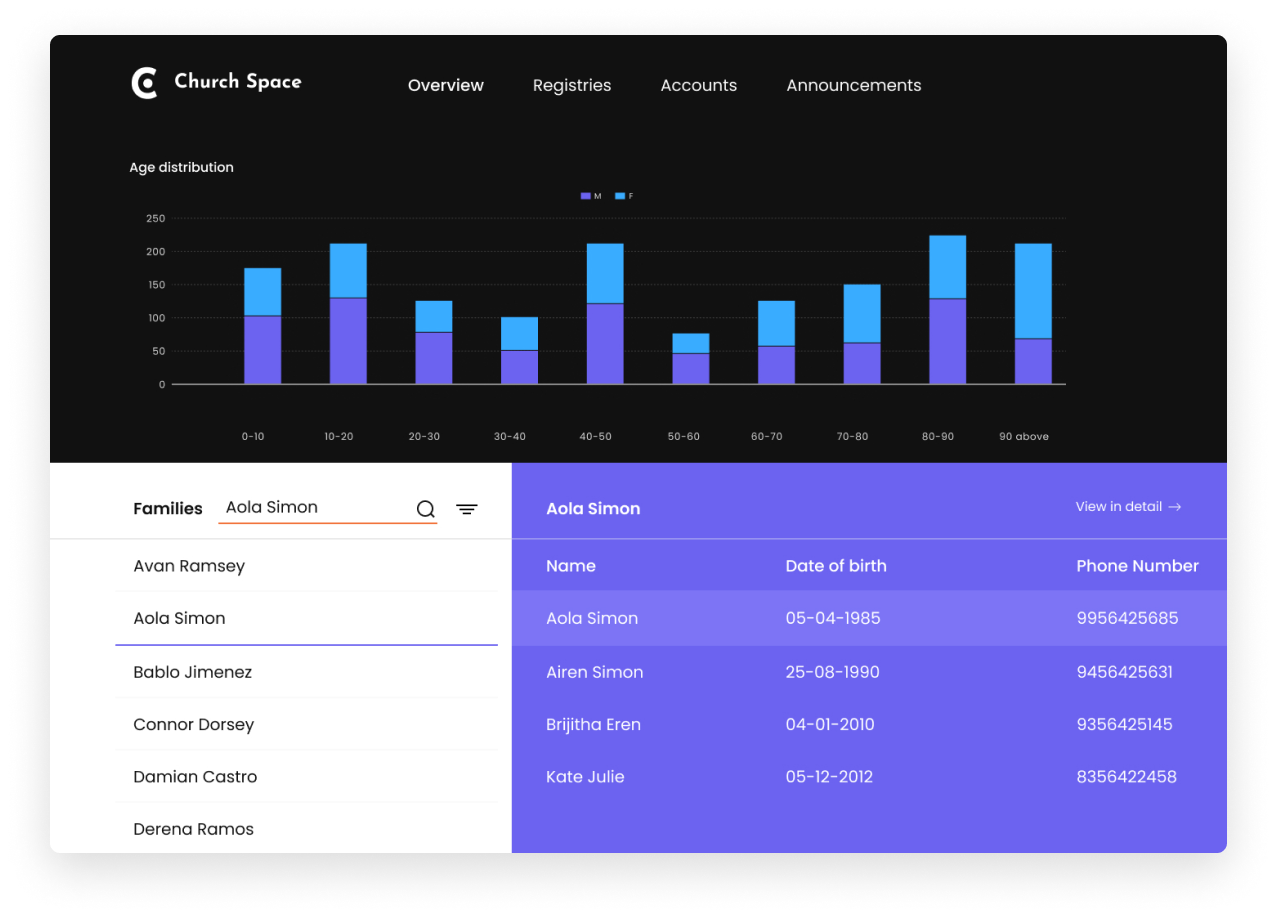 Church Space
Overview Registries Accounts Announcements
Age distribution
M F
250
200
150
100
50
0
0-10 10-20 20-30 30-40 40-50 50-60 60-70 70-80 80-90 90 above
Families Aola Simon
Avan Ramsey
Aola Simon
Bablo Jimenez
Connor Dorsey
Damian Castro
Derena Ramos
Aola Simon View in detail →
Name Date of birth Phone Number
Aola Simon 05-04-1985 9956425685
Airen Simon 25-08-1990 9456425631
Brijitha Eren 04-01-2010 9356425145
Kate Julie 05-12-2012 8356422458